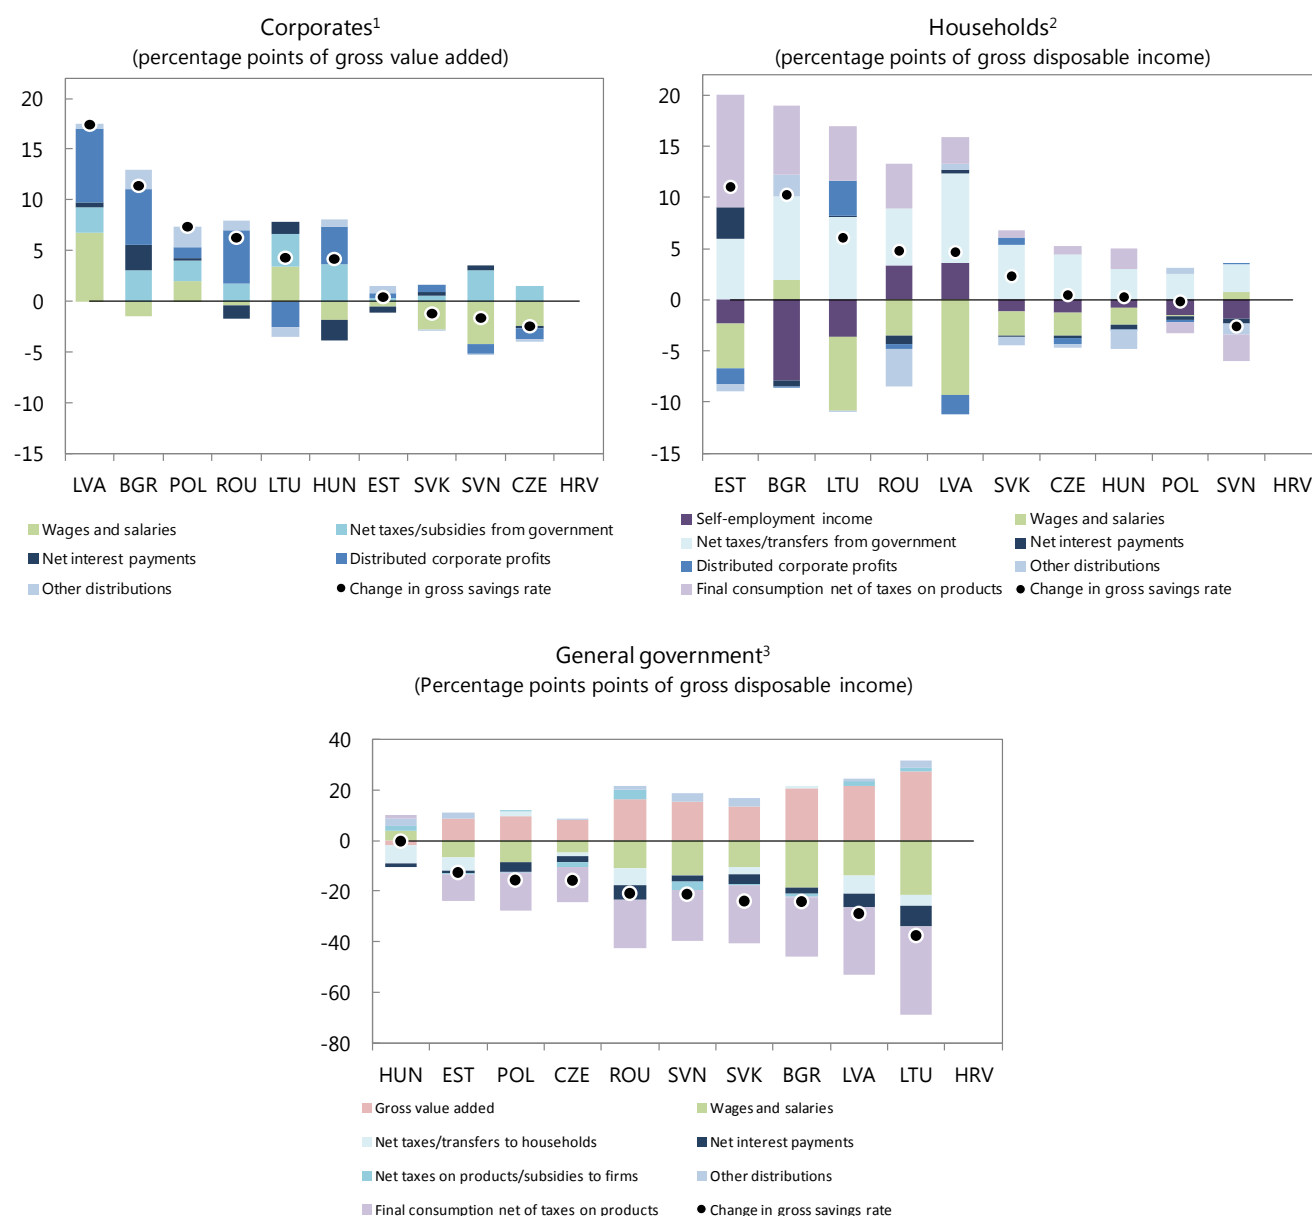 Corporates¹
(percentage points of gross value added)
20
15
10
5
0
-5
-10
-15
LVA BGR POL ROU LTU HUN EST SVK SVN CZE HRV
Wages and salaries
Net taxes/subsidies from government
Net interest payments
Distributed corporate profits
Other distributions
Change in gross savings rate
Households²
(percentage points of gross disposable income)
20
15
10
5
0
-5
-10
-15
EST BGR LTU ROU LVA SVK CZE HUN POL SVN HRV
Self-employment income
Wages and salaries
Net taxes/transfers from government
Net interest payments
Distributed corporate profits
Other distributions
Final consumption net of taxes on products
Change in gross savings rate
General government³
(Percentage points points of gross disposable income)
40
20
0
-20
-40
-60
-80
HUN EST POL CZE ROU SVN SVK BGR LVA LTU HRV
Gross value added
Wages and salaries
Net taxes/transfers to households
Net interest payments
Net taxes on products/subsidies to firms
Other distributions
Final consumption net of taxes on products
Change in gross savings rate